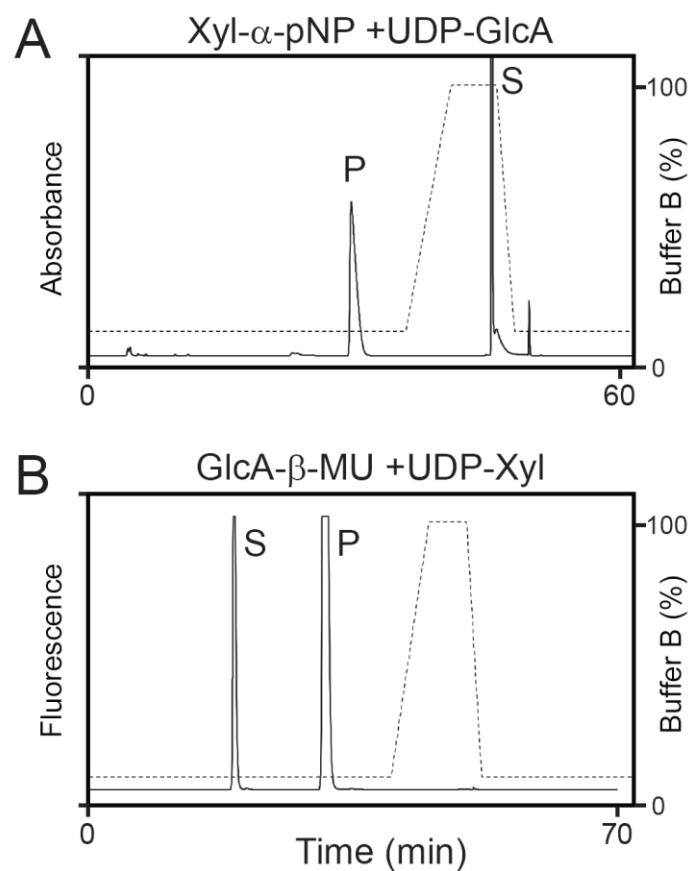 A
Xyl-α-pNP +UDP-GlcA
Absorbance
P
S
100
Buffer B (%)
0
0
60
B
GlcA-β-MU +UDP-Xyl
Fluorescence
S
P
100
Buffer B (%)
0
0
Time (min)
70